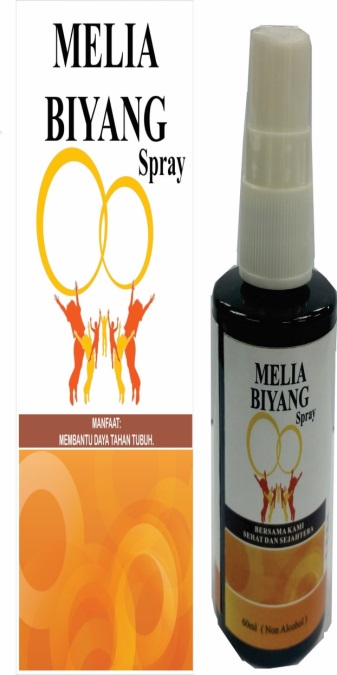 MELIA
BIYANG
Spray
MANFAAT:
MEMBANTU DAYA TAHAN TUBUH.
MELIA
BIYANG
Spray
BERSAMA KAMI
SEHAT DAN SEJAHTERA
60ml ( Non Alcohol )